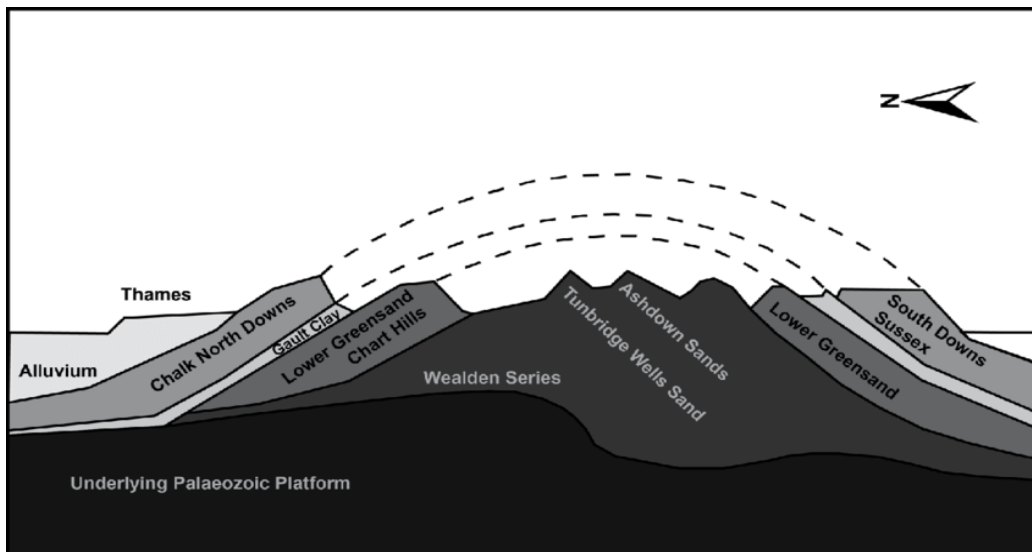 N
Thames
Alluvium
Chalk North Downs
Gault Clay
Lower Greensand
Chart Hills
Wealden Series
Ashdown Sands
Tunbridge Wells Sand
Lower Greensand
South Downs
Sussex
Underlying Palaeozoic Platform